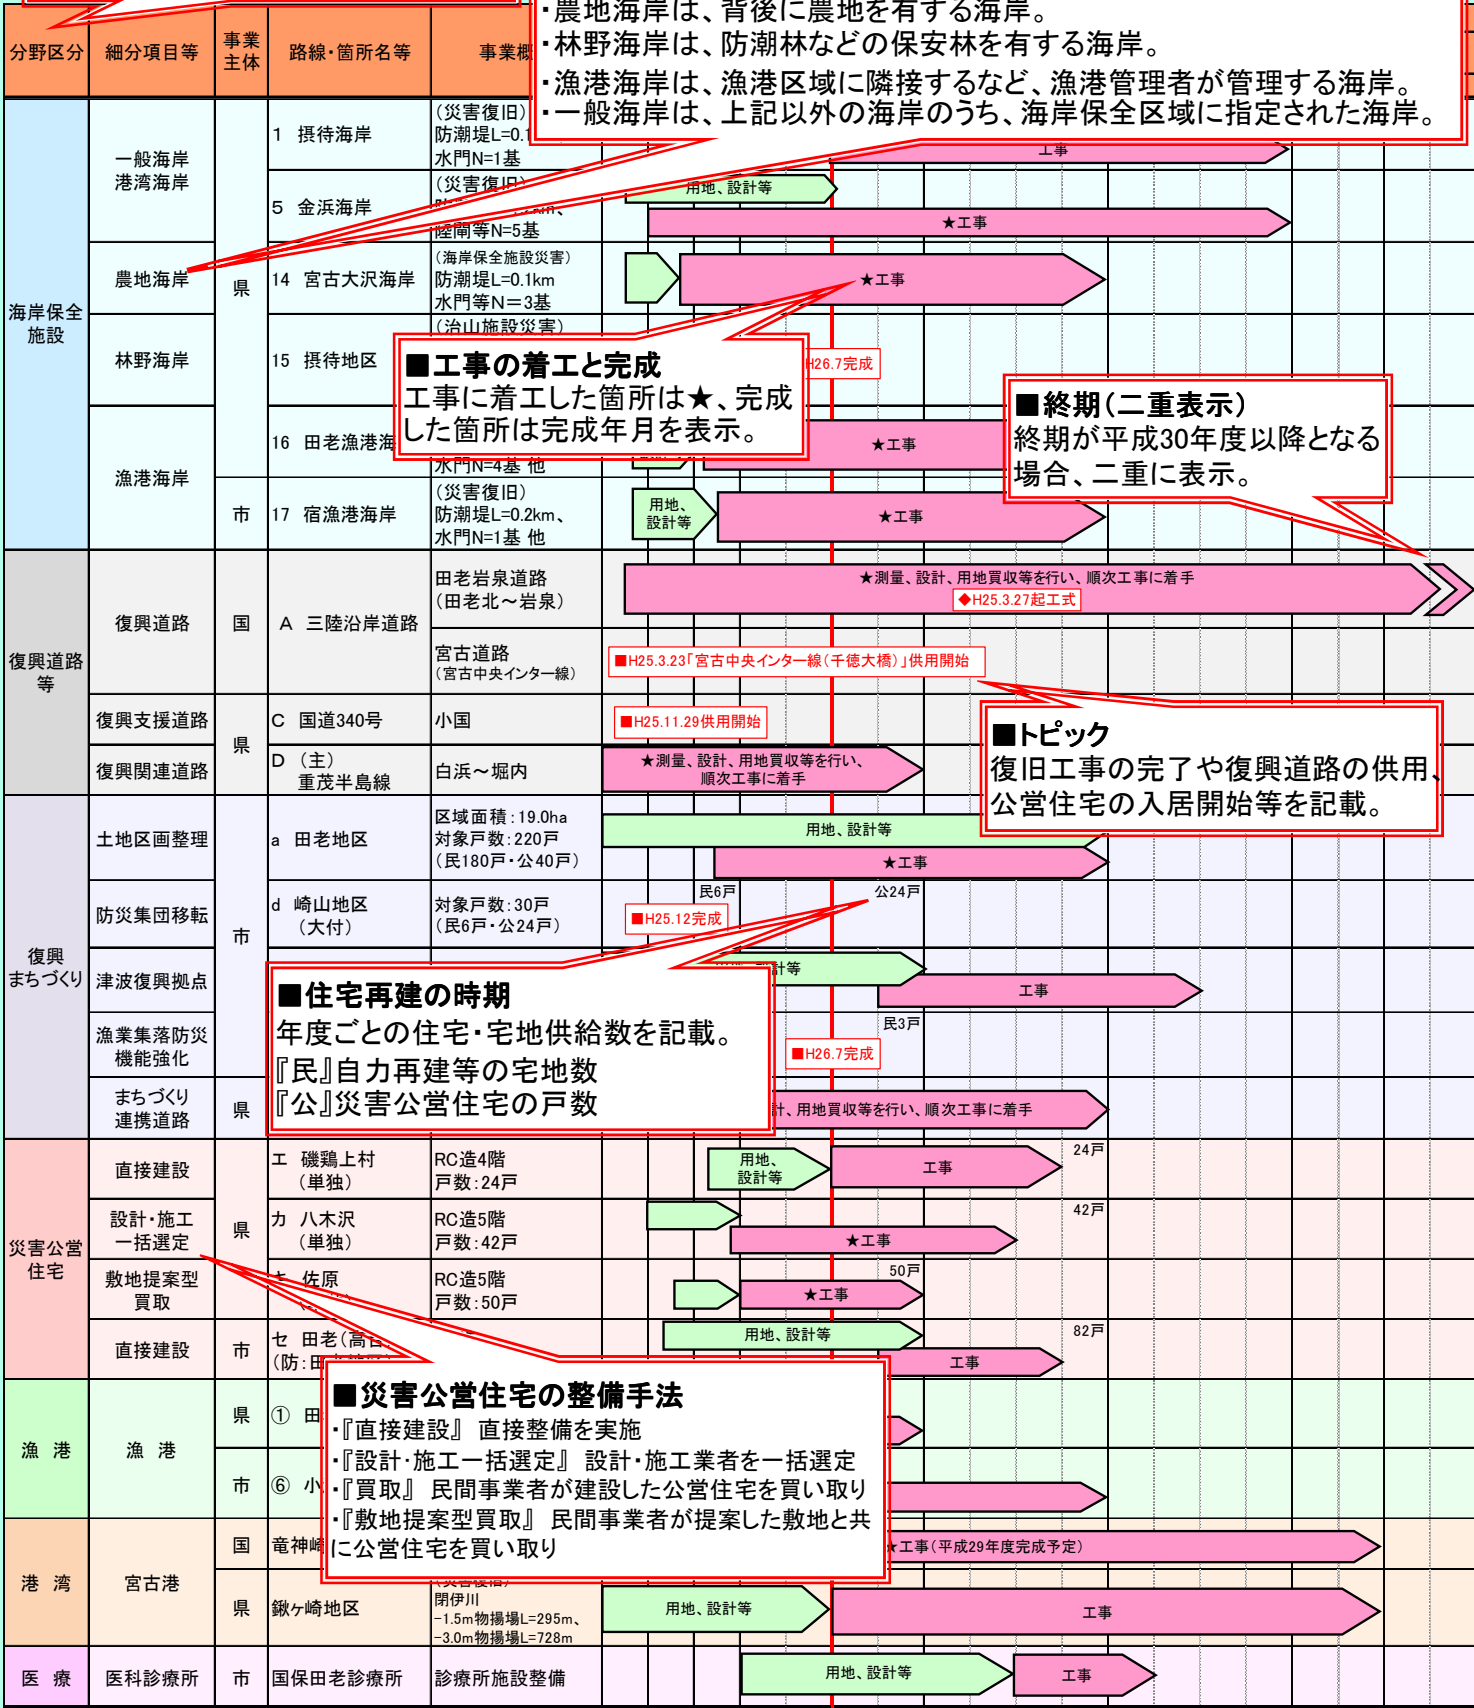 ・農地海岸は、背後に農地を有する海岸。
・林野海岸は、防潮林などの保安林を有する海岸。
・漁港海岸は、漁港区域に隣接するなど、漁港管理者が管理する海岸。
・一般海岸は、上記以外の海岸のうち、海岸保全区域に指定された海岸。
分野区分
細分項目等
事業
主体
路線・箇所名等
事業概
海岸保全
施設
一般海岸
港湾海岸
県
1 摂待海岸
(災害復旧)
防潮堤L=0.1
水門N=1基
工事
5 金浜海岸
(災害復旧)
陸閘等N=5基
用地、設計等
★工事
農地海岸
14 宮古大沢海岸
(海岸保全施設災害)
防潮堤L=0.1km
水門等N=3基
★工事
林野海岸
15 摂待地区
(治山施設災害)
H26.7完成
■工事の着工と完成
工事に着工した箇所は★、完成
した箇所は完成年月を表示。
■終期(二重表示)
終期が平成30年度以降となる
場合、二重に表示。
漁港海岸
16 田老漁港海
水門N=4基 他
★工事
市
17 宿漁港海岸
(災害復旧)
防潮堤L=0.2km、
水門N=1基 他
用地、
設計等
★工事
復興道路
等
復興道路
国
A 三陸沿岸道路
田老岩泉道路
(田老北~岩泉)
★測量、設計、用地買収等を行い、順次工事に着手
◆H25.3.27起工式
宮古道路
(宮古中央インター線)
■H25.3.23「宮古中央インター線(千徳大橋)」供用開始
復興支援道路
県
C 国道340号
小国
■H25.11.29供用開始
復興関連道路
D (主)
重茂半島線
白浜~堀内
★測量、設計、用地買収等を行い、
順次工事に着手
■トピック
復旧工事の完了や復興道路の供用、
公営住宅の入居開始等を記載。
復興
まちづくり
土地区画整理
市
a 田老地区
区域面積:19.0ha
対象戸数:220戸
(民180戸・公40戸)
用地、設計等
★工事
防災集団移転
d 崎山地区
(大付)
対象戸数:30戸
(民6戸・公24戸)
民6戸
公24戸
■H25.12完成
津波復興拠点
計等
工事
■住宅再建の時期
年度ごとの住宅・宅地供給数を記載。
『民』自力再建等の宅地数
『公』災害公営住宅の戸数
漁業集落防災
機能強化
民3戸
■H26.7完成
まちづくり
連携道路
県
計、用地買収等を行い、順次工事に着手
災害公営
住宅
直接建設
県
エ 磯鶏上村
(単独)
RC造4階
戸数:24戸
用地、
設計等
工事
24戸
設計・施工
一括選定
カ 八木沢
(単独)
RC造5階
戸数:42戸
★工事
42戸
敷地提案型
買取
佐原
RC造5階
戸数:50戸
★工事
50戸
直接建設
市
セ 田老(高台
(防:田
用地、設計等
工事
82戸
■災害公営住宅の整備手法
・『直接建設』 直接整備を実施
・『設計・施工一括選定』 設計・施工業者を一括選定
・『買取』 民間事業者が建設した公営住宅を買い取り
・『敷地提案型買取』 民間事業者が提案した敷地と共
に公営住宅を買い取り
漁 港
漁 港
県
① 田
市
⑥ 小
港 湾
宮古港
国
竜神崎
★工事(平成29年度完成予定)
県
鍬ヶ崎地区
閉伊川
-1.5m物揚場L=295m、
-3.0m物揚場L=728m
用地、設計等
工事
医 療
医科診療所
市
国保田老診療所
診療所施設整備
用地、設計等
工事